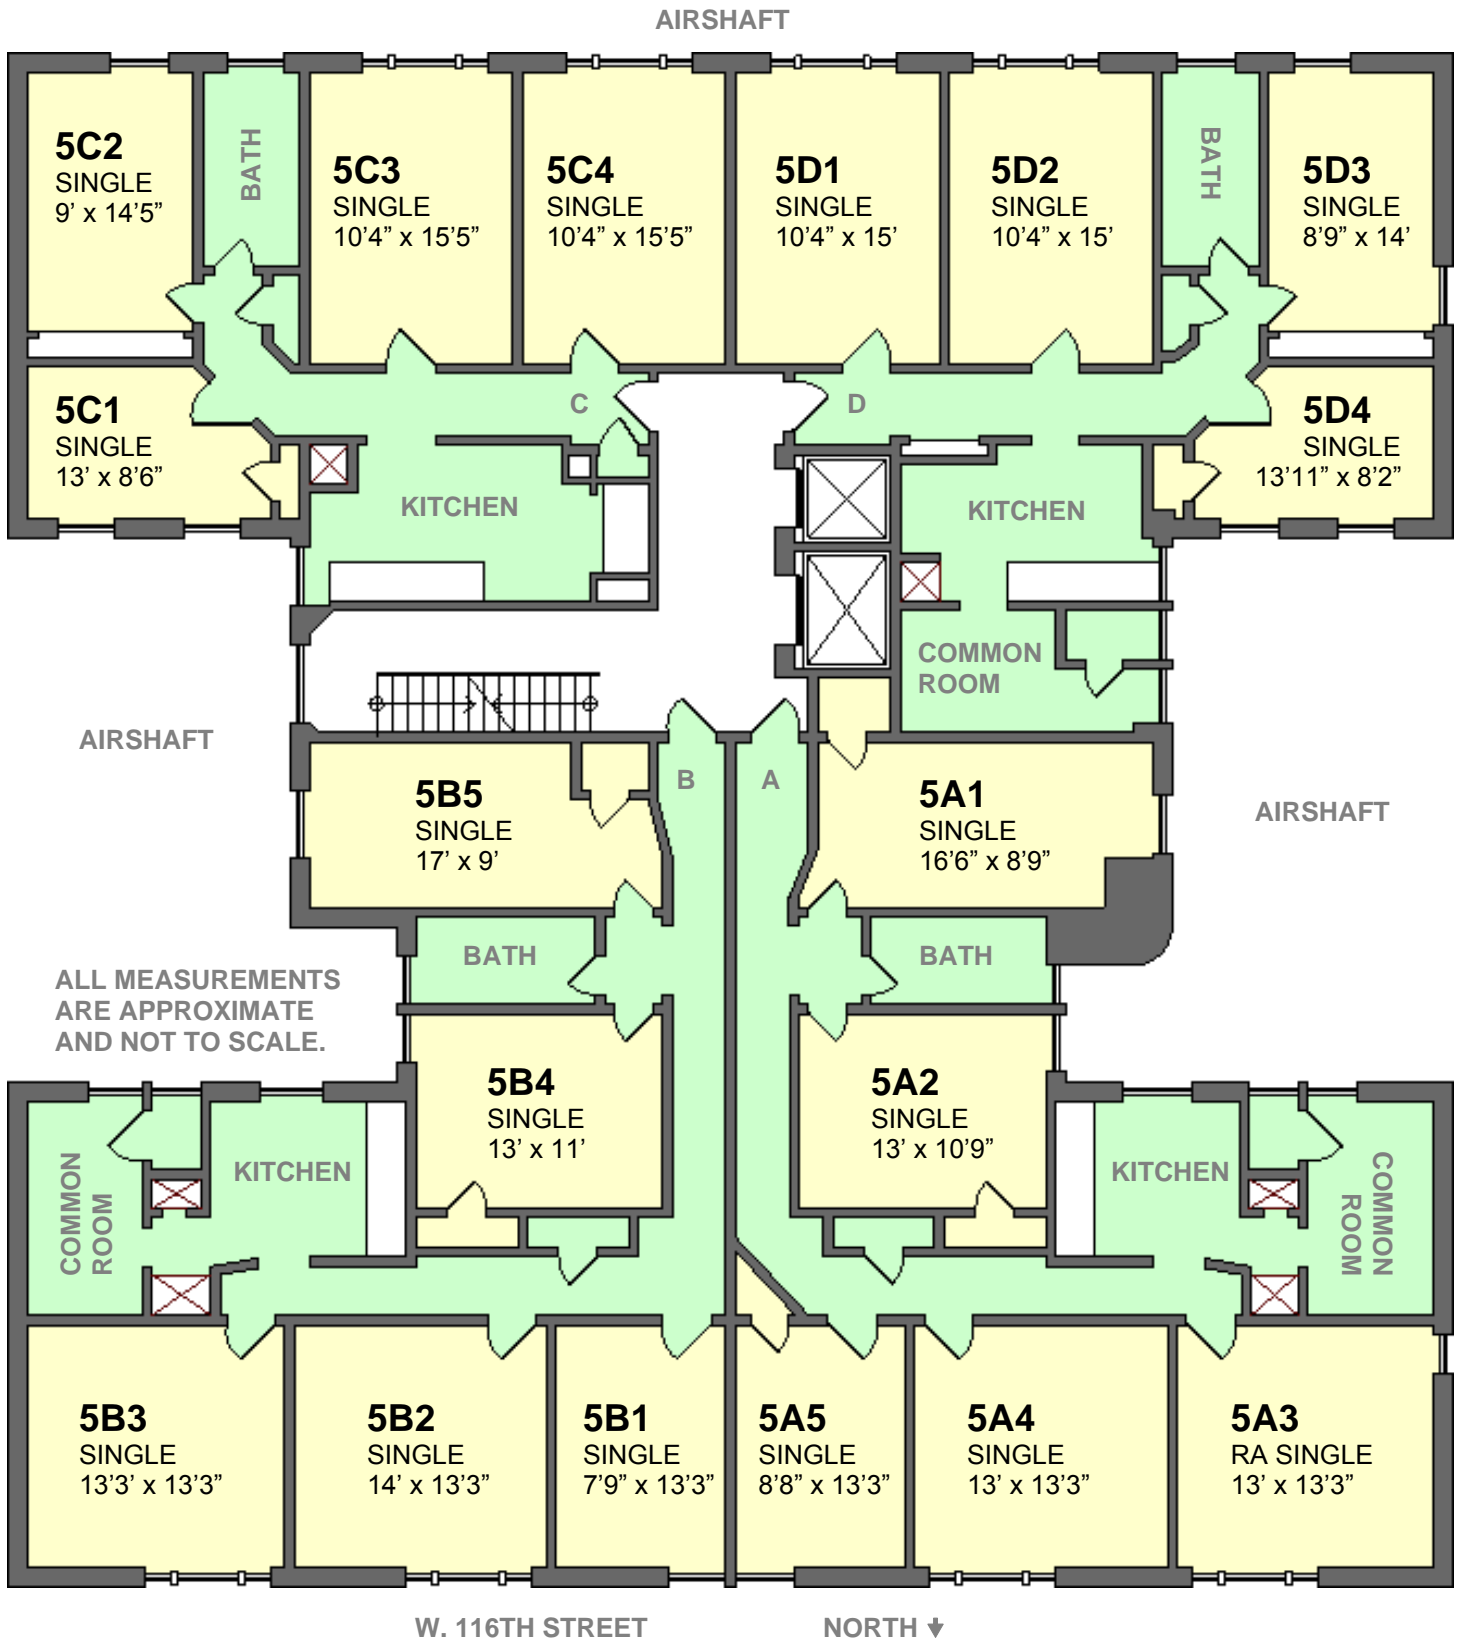 AIRSHAFT
5C2
SINGLE
9’ x 14’5”
BATH
5C3
SINGLE
10’4” x 15’5”
5C4
SINGLE
10’4” x 15’5”
5D1
SINGLE
10’4” x 15’
5D2
SINGLE
10’4” x 15’
BATH
5D3
SINGLE
8’9” x 14’
5C1
SINGLE
13’ x 8’6”
C
D
5D4
SINGLE
13’11” x 8’2”
KITCHEN
KITCHEN
COMMON
ROOM
AIRSHAFT
B
A
5B5
SINGLE
17’ x 9’
5A1
SINGLE
16’6” x 8’9”
AIRSHAFT
BATH
BATH
ALL MEASUREMENTS
ARE APPROXIMATE
AND NOT TO SCALE.
5B4
SINGLE
13’ x 11’
5A2
SINGLE
13’ x 10’9”
COMMON
ROOM
KITCHEN
KITCHEN
COMMON
ROOM
5B3
SINGLE
13’3’ x 13’3”
5B2
SINGLE
14’ x 13’3”
5B1
SINGLE
7’9” x 13’3”
5A5
SINGLE
8’8” x 13’3”
5A4
SINGLE
13’ x 13’3”
5A3
RA SINGLE
13’ x 13’3”
W. 116TH STREET
NORTH